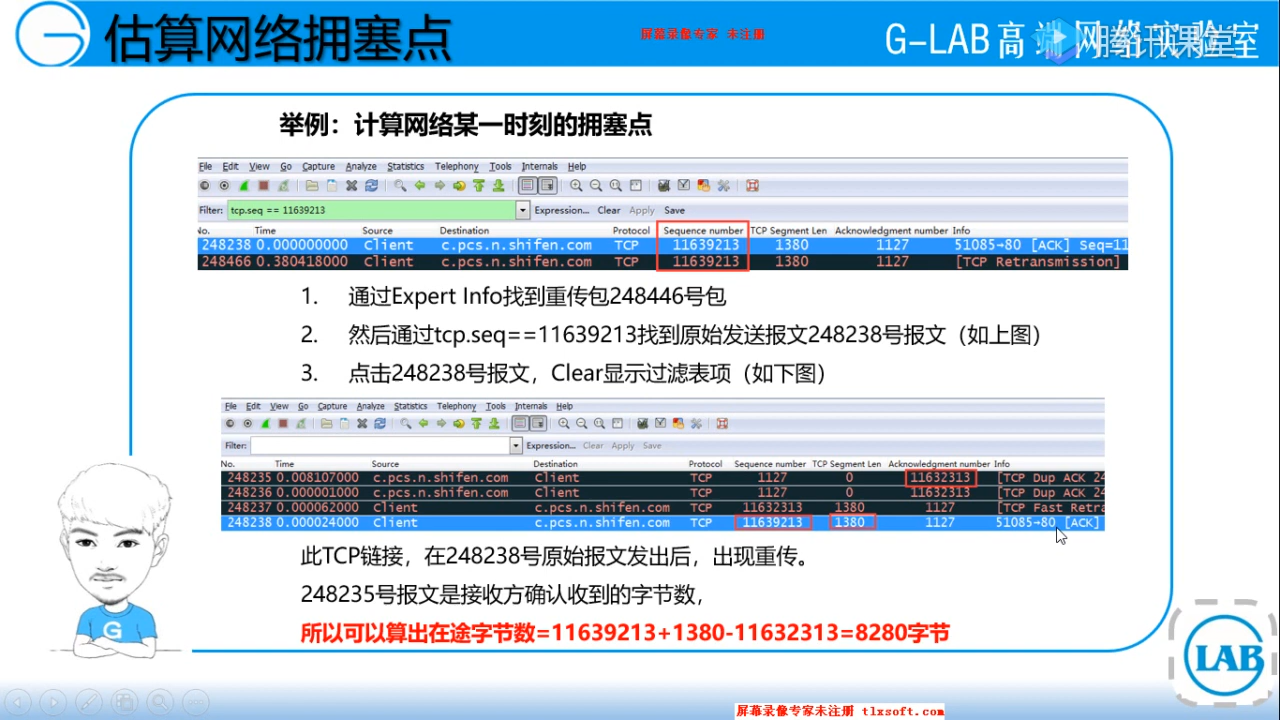 估算网络拥塞点
屏幕录像专家 未注册
G-LAB高端网络实验室
腾讯课堂
举例：计算网络某一时刻的拥塞点
File Edit View Go Capture Analyze Statistics Telephony Tools Internals Help
Filter: tcp.seq == 11639213 Expression... Clear Apply Save
No. Time Source Destination Protocol Sequence number TCP Segment Len Acknowledgment number Info
248238 0.000000000 Client c.pcs.n.shifen.com TCP 11639213 1380 1127 51085→80 [ACK] Seq=11
248466 0.380418000 Client c.pcs.n.shifen.com TCP 11639213 1380 1127 [TCP Retransmission]
1. 通过Expert Info找到重传包248446号包
2. 然后通过tcp.seq==11639213找到原始发送报文248238号报文（如上图）
3. 点击248238号报文，Clear显示过滤表项（如下图）
File Edit View Go Capture Analyze Statistics Telephony Tools Internals Help
Filter: Expression... Clear Apply Save
No. Time Source Destination Protocol Sequence number TCP Segment Len Acknowledgment number Info
248235 0.008107000 c.pcs.n.shifen.com Client TCP 1127 0 11632313 [TCP Dup ACK 24
248236 0.000001000 c.pcs.n.shifen.com Client TCP 1127 0 11632313 [TCP Dup ACK 24
248237 0.000062000 Client c.pcs.n.shifen.com TCP 11632313 1380 1127 [TCP Fast Retra
248238 0.000024000 Client c.pcs.n.shifen.com TCP 11639213 1380 1127 51085→80 [ACK]
此TCP链接，在248238号原始报文发出后，出现重传。
248235号报文是接收方确认收到的字节数，
所以可以算出在途字节数=11639213+1380-11632313=8280字节
G
LAB
屏幕录像专家未注册 tlxsoft.com